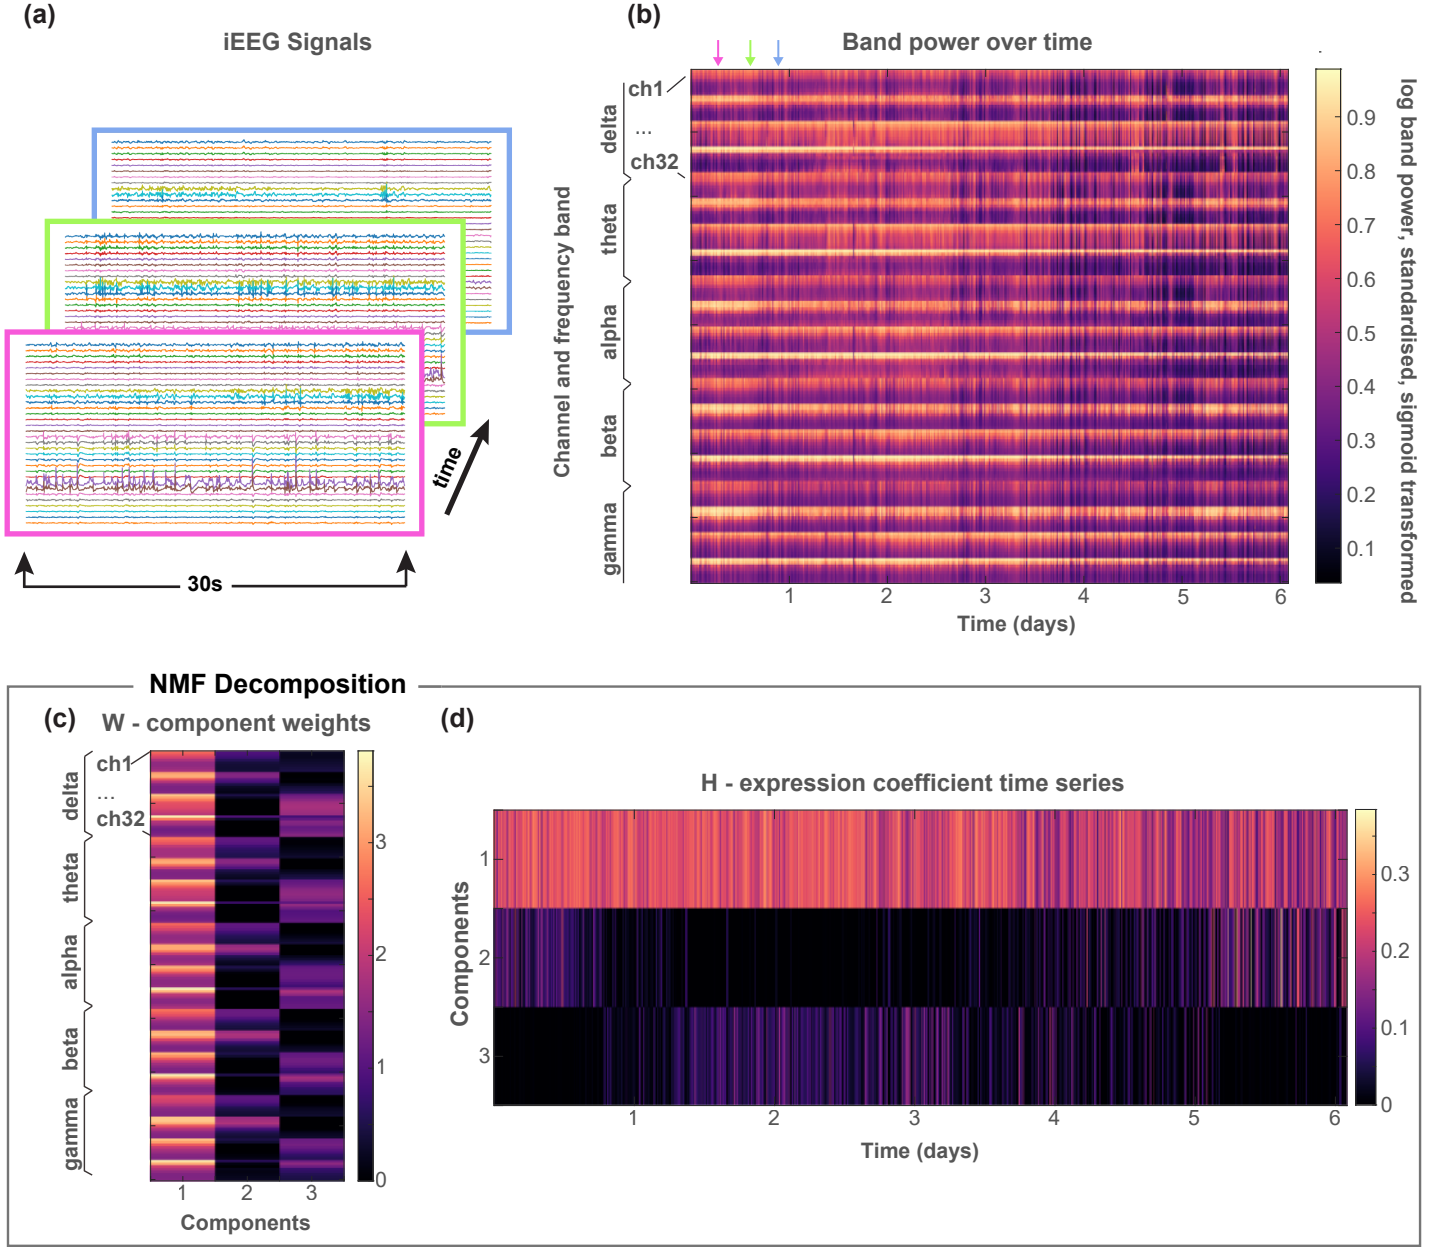 (a)
iEEG Signals
time
30s
(b)
Band power over time
ch1
...
ch32
delta
theta
alpha
beta
gamma
Channel and frequency band
1 2 3 4 5 6
Time (days)
0.9
0.8
0.7
0.6
0.5
0.4
0.3
0.2
0.1
log band power, standardised, sigmoid transformed
NMF Decomposition
(c)
W - component weights
ch1
...
ch32
delta
theta
alpha
beta
gamma
1 2 3
Components
3
2
1
0
(d)
H - expression coefficient time series
Components
1
2
3
1 2 3 4 5 6
Time (days)
0.3
0.2
0.1
0